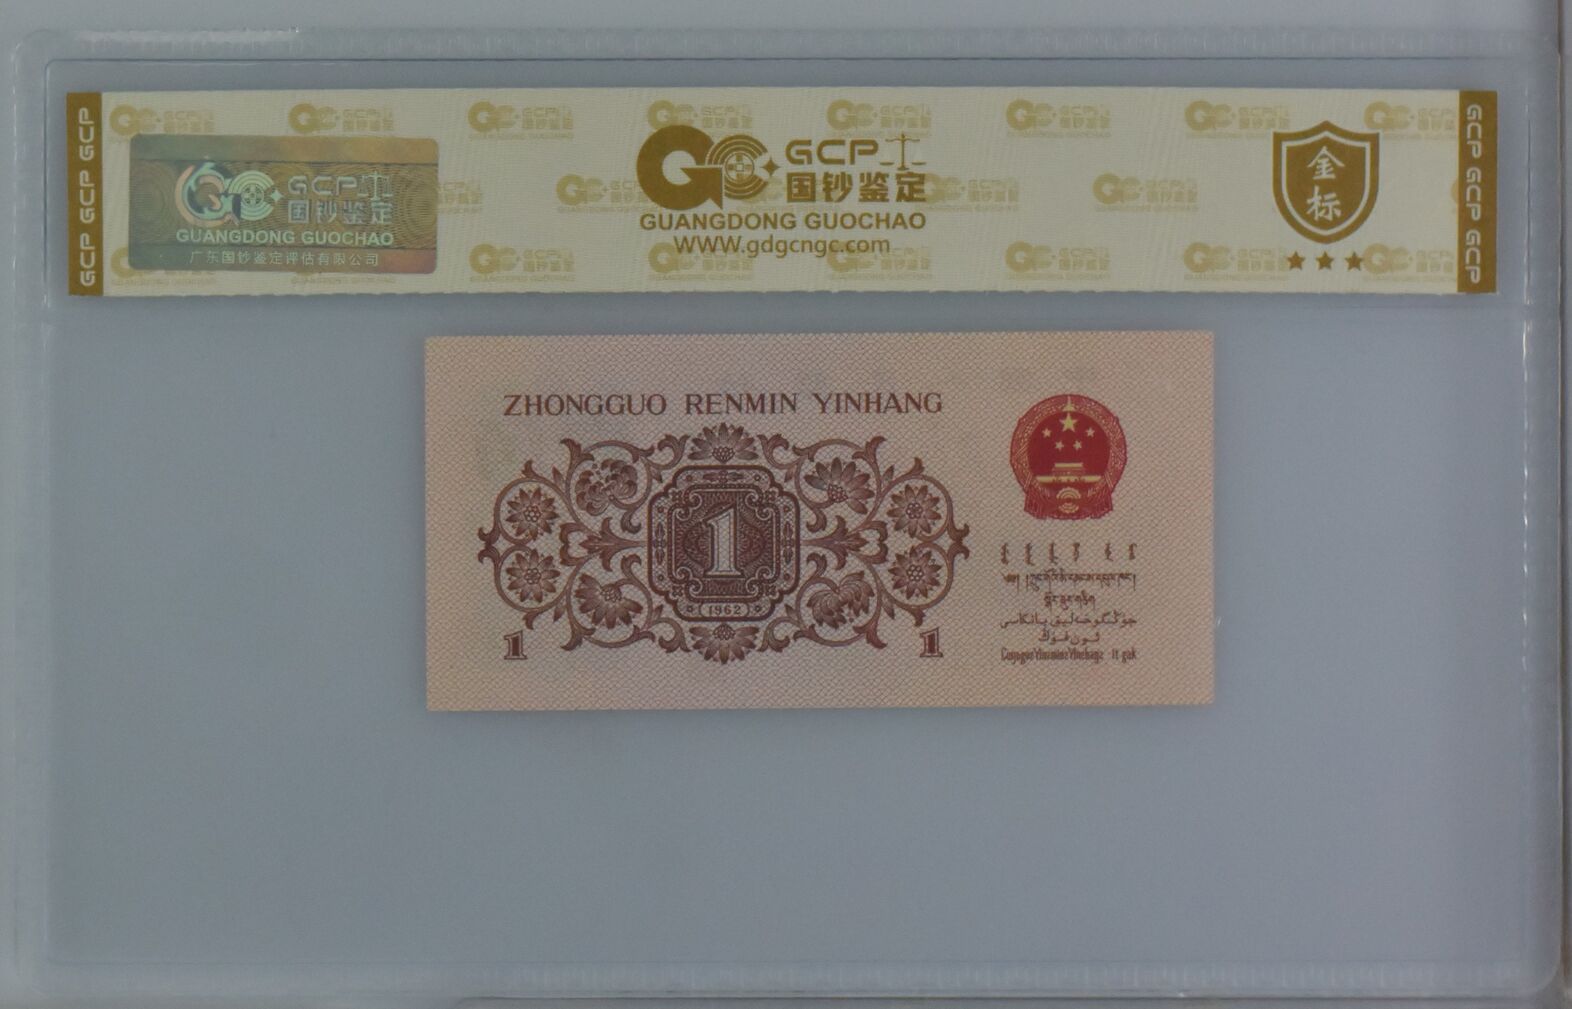 GCP GCP GCP
GCP
国钞鉴定
GUANGDONG GUOCHAO
广东国钞鉴定评估有限公司
GCP
国钞鉴定
GUANGDONG GUOCHAO
WWW.gdgcngc.com
金
标
GCP GCP GCP
ZHONGGUO RENMIN YINHANG
1
1962
1
1